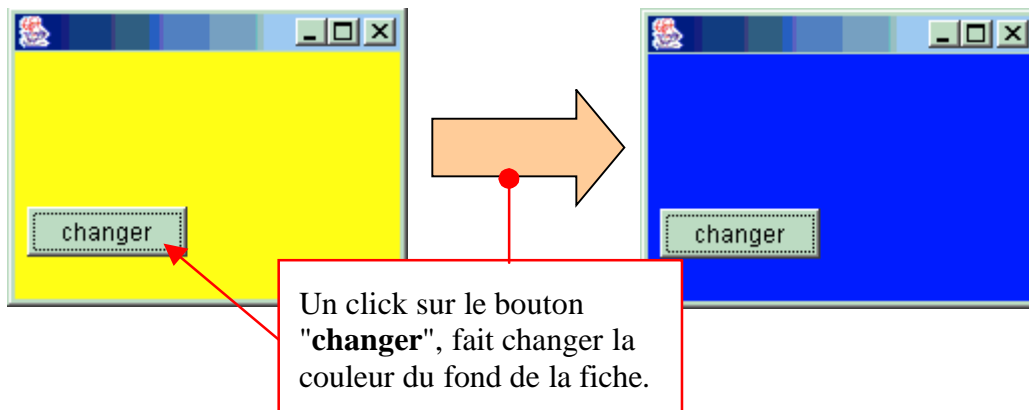 changer
changer
Un click sur le bouton
"changer", fait changer la
couleur du fond de la fiche.